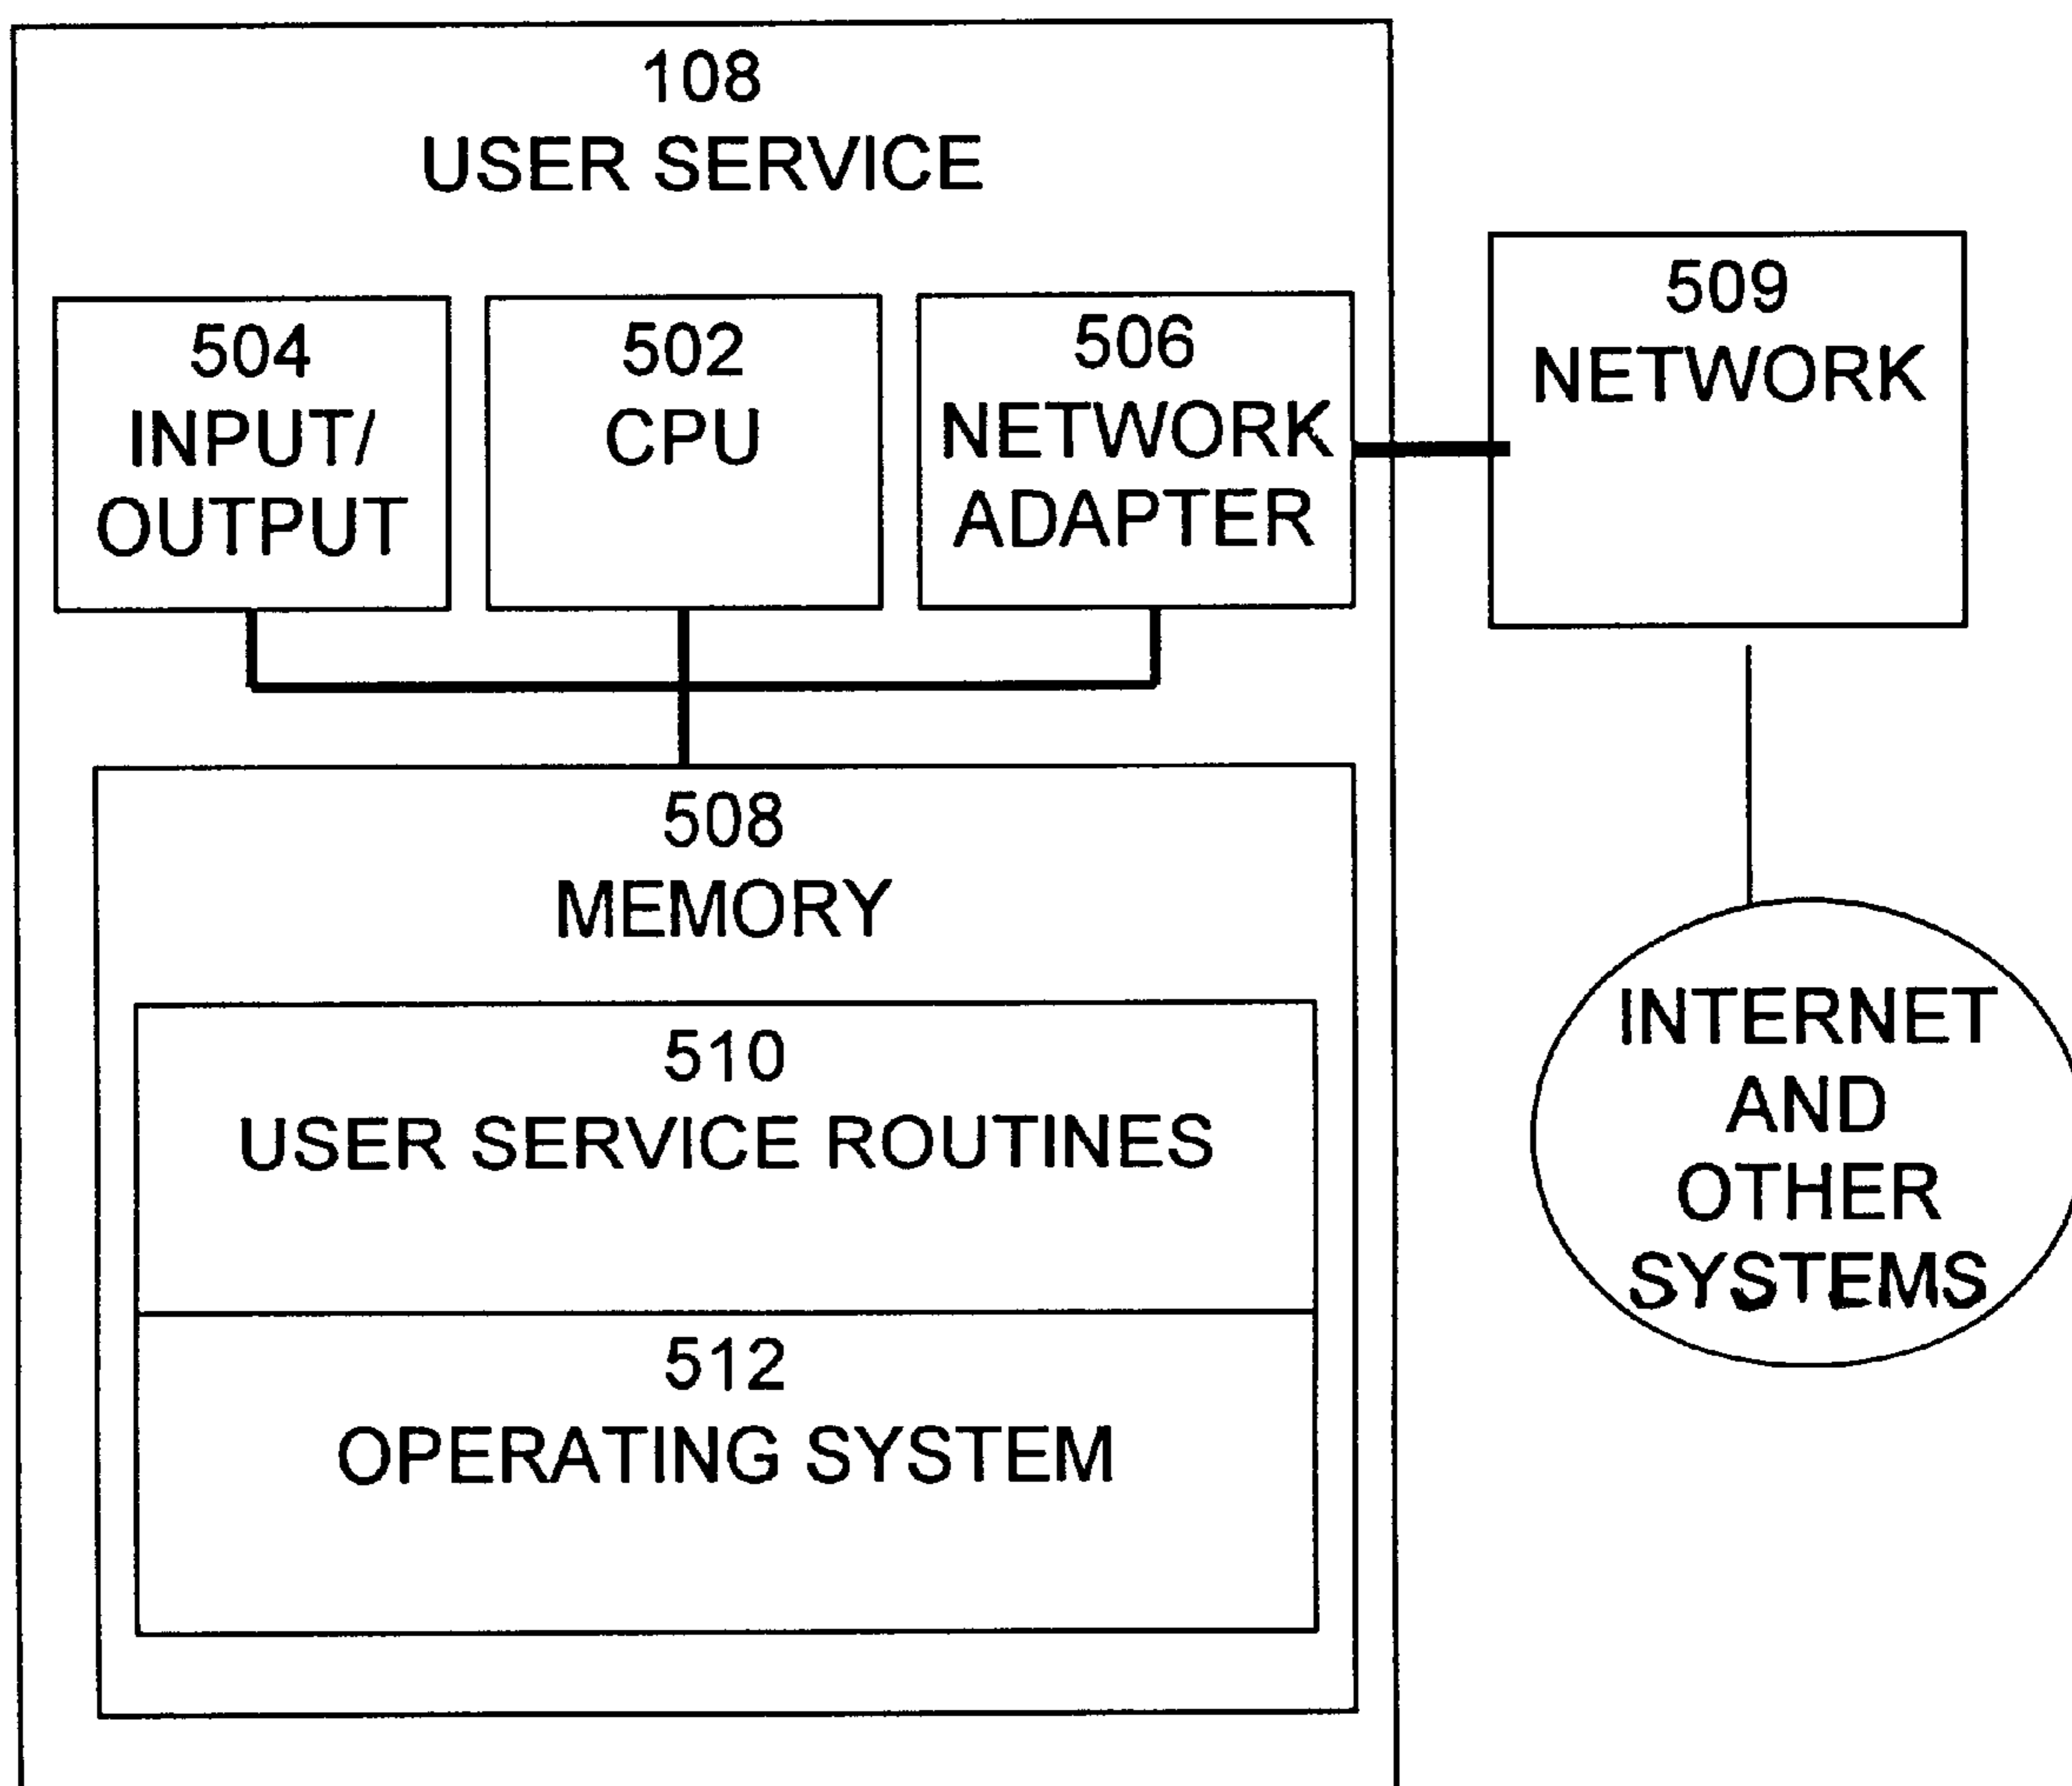 108
USER SERVICE
504
INPUT/
OUTPUT
502
CPU
506
NETWORK
ADAPTER
509
NETWORK
508
MEMORY
510
USER SERVICE ROUTINES
512
OPERATING SYSTEM
INTERNET
AND
OTHER
SYSTEMS